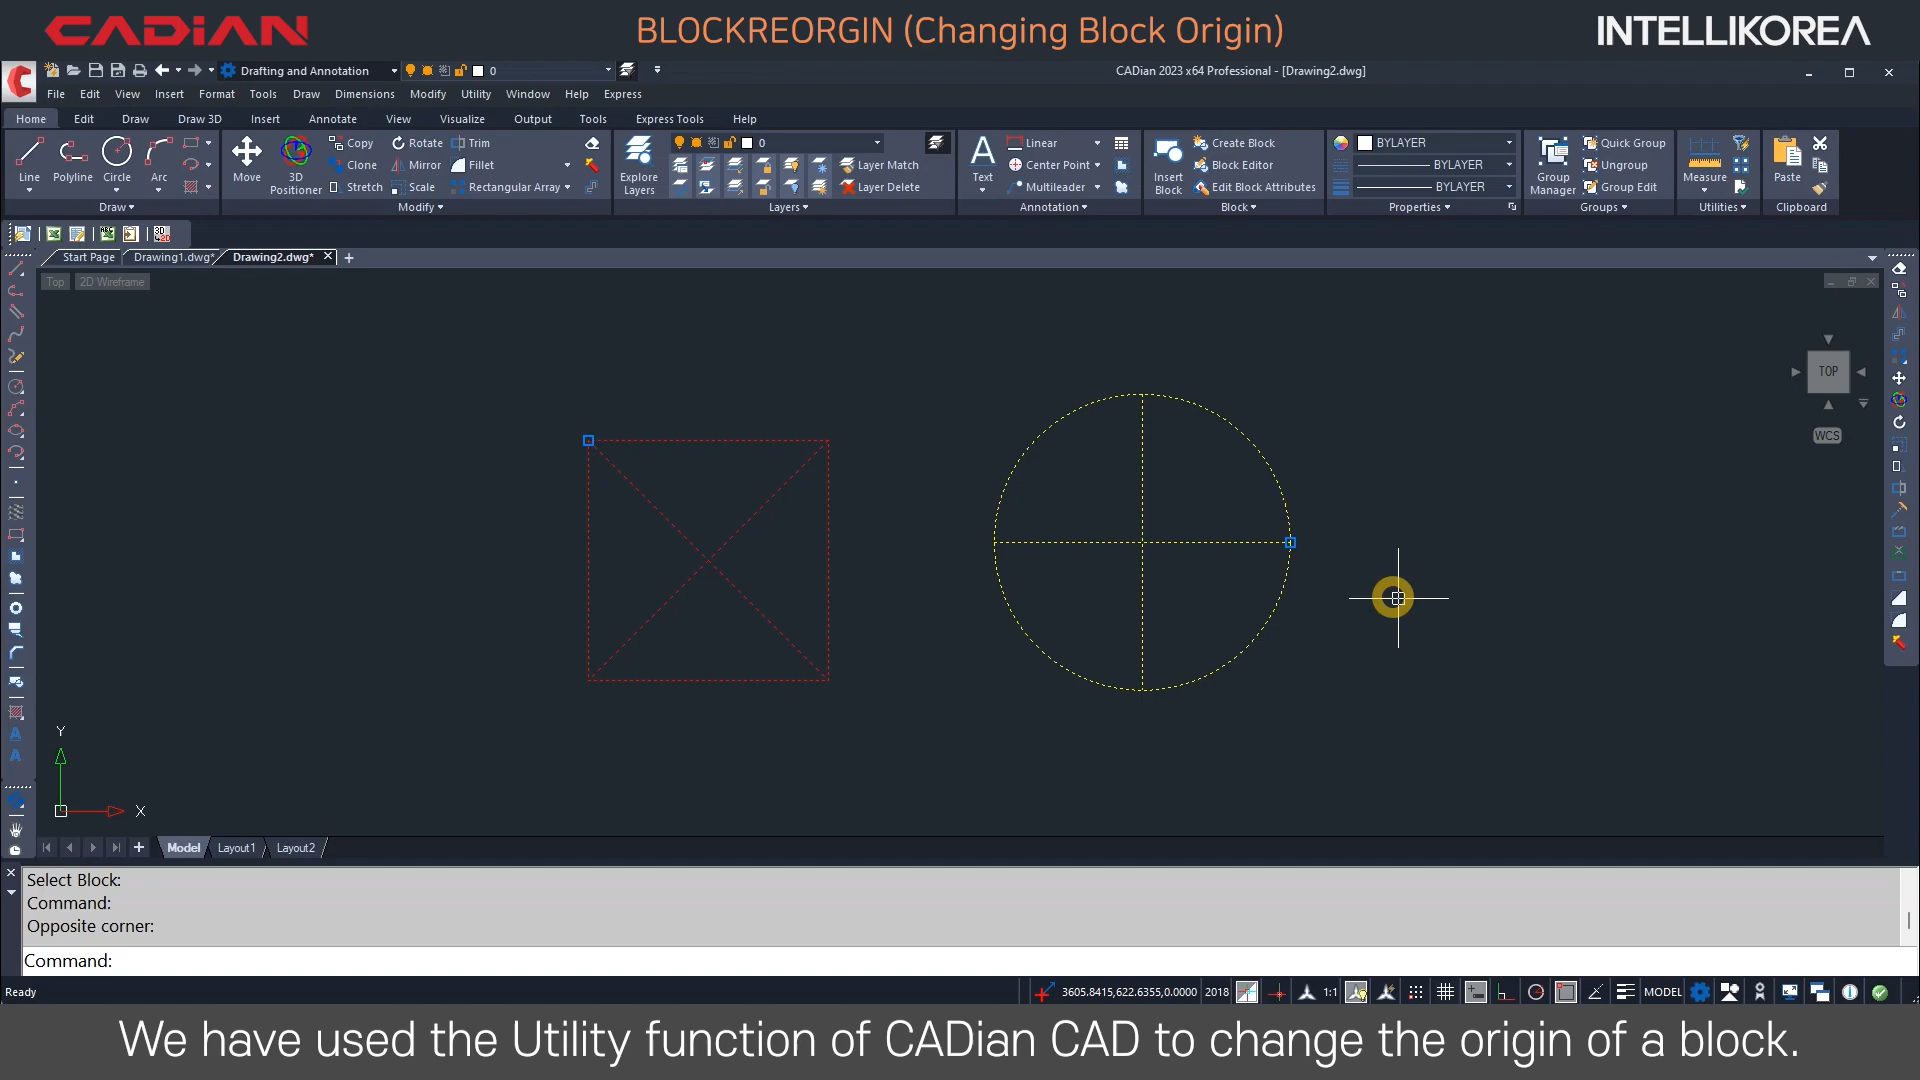 CADIAN
BLOCKREORGIN (Changing Block Origin)
INTELLIKOREA
Drafting and Annotation
0
CADian 2023 x64 Professional - [Drawing2.dwg]
File Edit View Insert Format Tools Draw Dimensions Modify Utility Window Help Express
Home Edit Draw Draw 3D Insert Annotate View Visualize Output Tools Express Tools Help
Line
Polyline
Circle
Arc
Draw
Move
3D
Positioner
Copy
Clone
Stretch
Rotate
Mirror
Scale
Trim
Fillet
Rectangular Array
Modify
Explore
Layers
0
Layer Match
Layer Delete
Layers
Text
Linear
Center Point
Multileader
Annotation
Insert
Block
Create Block
Block Editor
Edit Block Attributes
Block
BYLAYER
BYLAYER
BYLAYER
Properties
Group
Manager
Quick Group
Ungroup
Group Edit
Groups
Measure
Utilities
Paste
Clipboard
Start Page
Drawing1.dwg*
Drawing2.dwg*
Top
2D Wireframe
TOP
WCS
Y
X
Model
Layout1
Layout2
Select Block:
Command:
Opposite corner:
Command:
Ready
3605.8415,622.6355,0.0000
2018
1:1
MODEL
We have used the Utility function of CADian CAD to change the origin of a block.